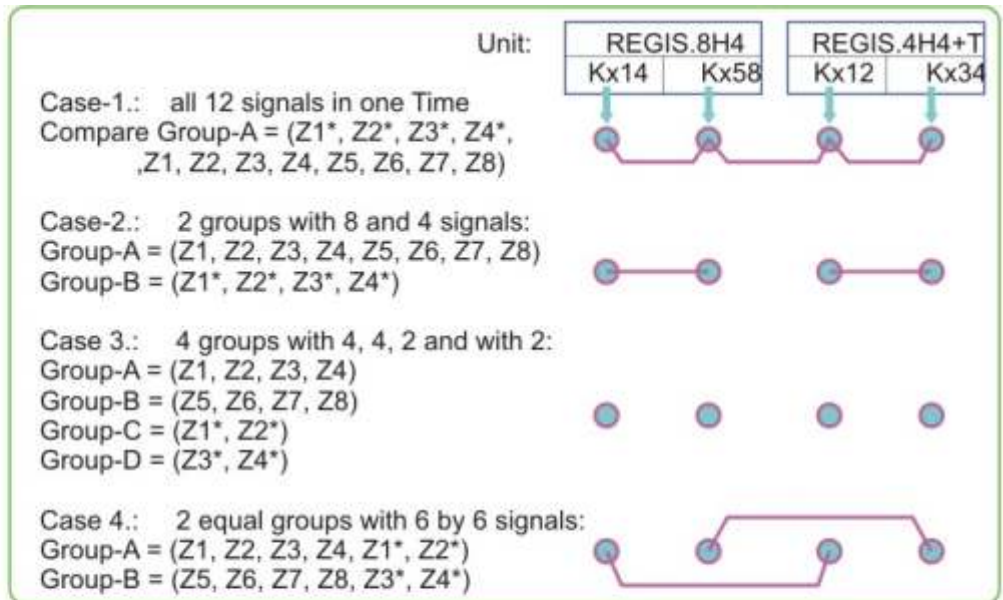 Unit:
REGIS.8H4
REGIS.4H4+T
Kx14
Kx58
Kx12
Kx34
Case-1.: all 12 signals in one Time
Compare Group-A = (Z1*, Z2*, Z3*, Z4*,
,Z1, Z2, Z3, Z4, Z5, Z6, Z7, Z8)
Case-2.: 2 groups with 8 and 4 signals:
Group-A = (Z1, Z2, Z3, Z4, Z5, Z6, Z7, Z8)
Group-B = (Z1*, Z2*, Z3*, Z4*)
Case 3.: 4 groups with 4, 4, 2 and with 2:
Group-A = (Z1, Z2, Z3, Z4)
Group-B = (Z5, Z6, Z7, Z8)
Group-C = (Z1*, Z2*)
Group-D = (Z3*, Z4*)
Case 4.: 2 equal groups with 6 by 6 signals:
Group-A = (Z1, Z2, Z3, Z4, Z1*, Z2*)
Group-B = (Z5, Z6, Z7, Z8, Z3*, Z4*)